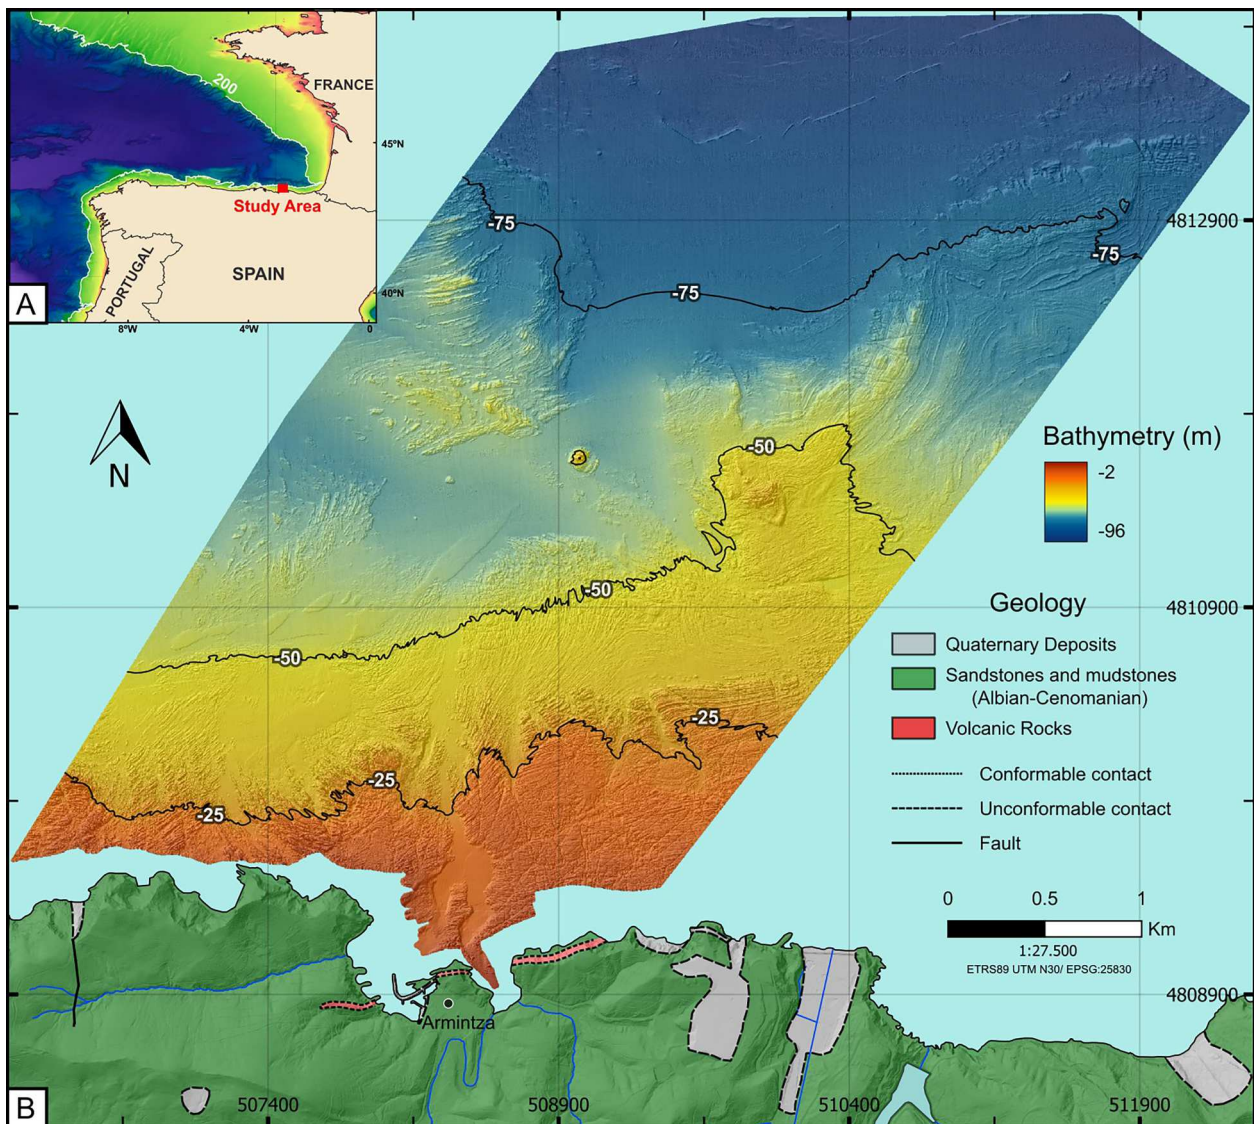 200
FRANCE
45°N
Study Area
SPAIN
PORTUGAL
40°N
A
8°W
4°W
0
N
-75
-75
-75
4812900
-50
-50
-50
Bathymetry (m)
-2
-96
4810900
Geology
Quaternary Deposits
Sandstones and mudstones
(Albian-Cenomanian)
Volcanic Rocks
Conformable contact
Unconformable contact
Fault
-25
-25
-25
0
0.5
1
Km
1:27.500
ETRS89 UTM N30/ EPSG:25830
4808900
Armintza
B
507400
508900
510400
511900